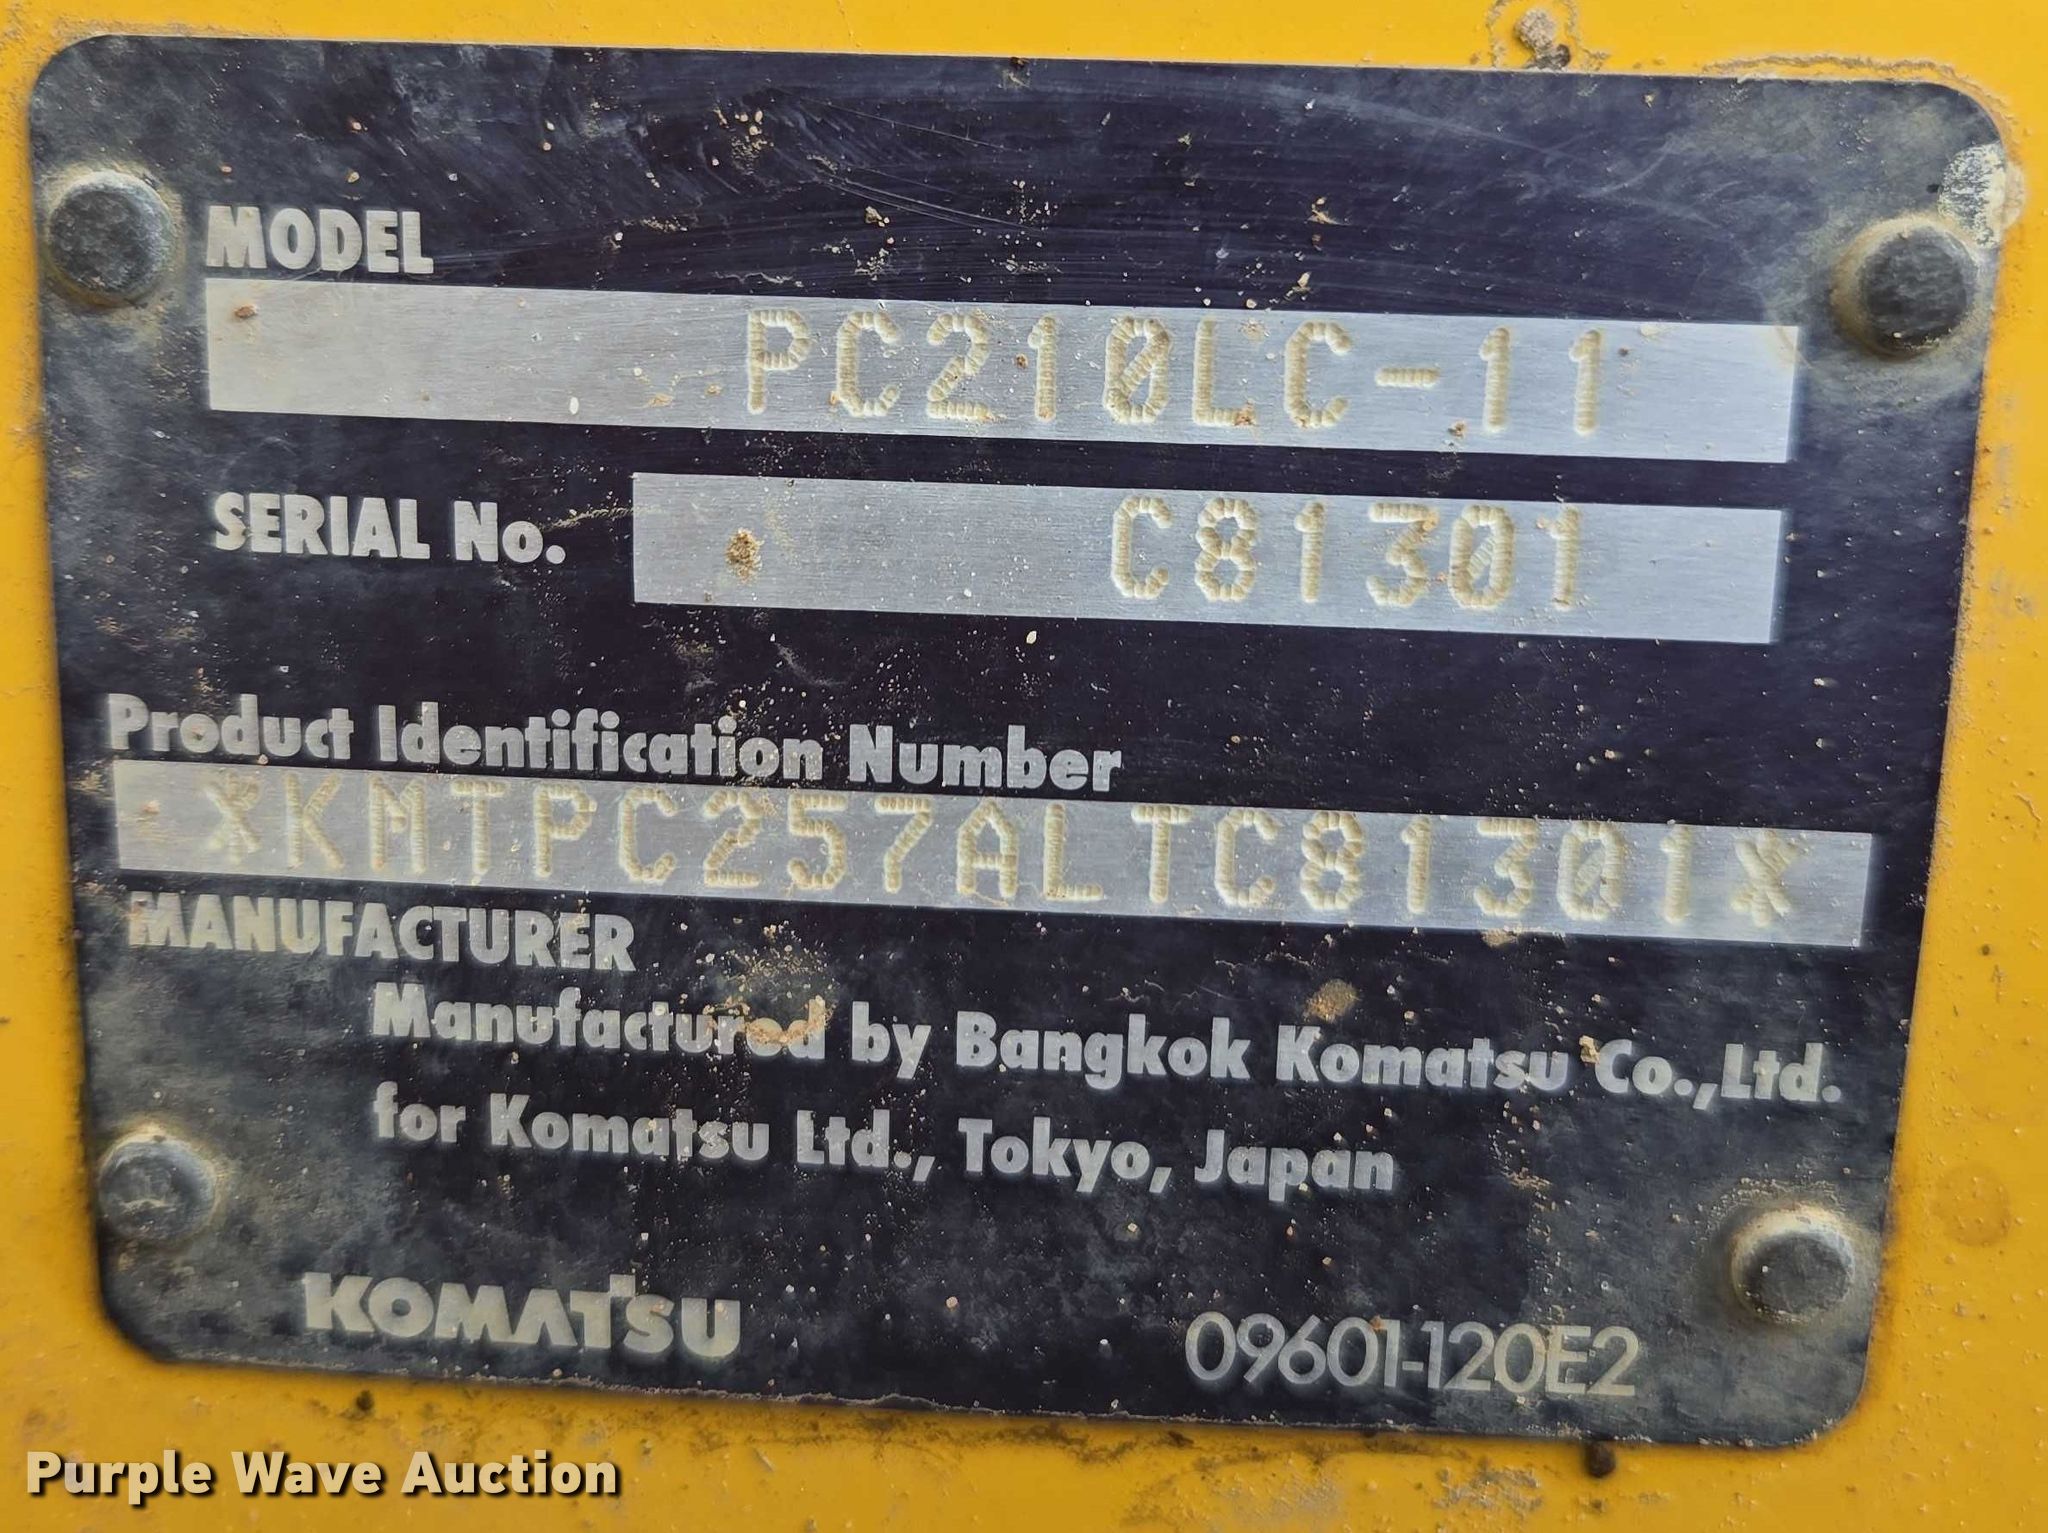 MODEL
PC210LC-11
SERIAL No.
C81301
Product Identification Number
*KMTPC257ALTC81301*
MANUFACTURER
Manufactured by Bangkok Komatsu Co.,Ltd.
for Komatsu Ltd., Tokyo, Japan
KOMATSU
09601-120E2
Purple Wave Auction